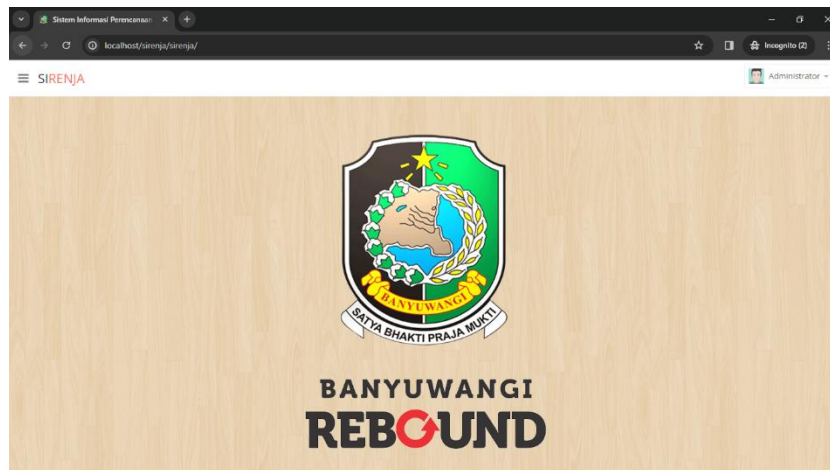 Sistem Informasi Perencanaan
localhost/sirenja/sirenja/
Incognito (2)
SIRENJA
Administrator
BANYUWANGI
SATYA BHAKTI PRAJA MUKTI
BANYUWANGI
REBOUND